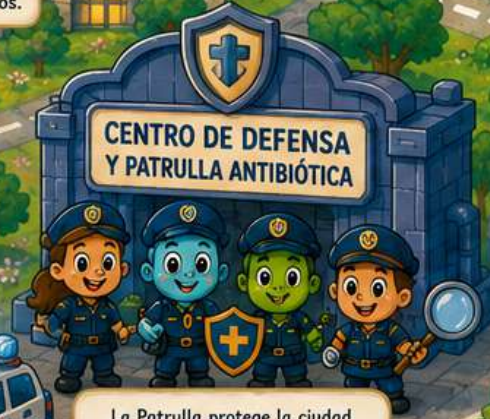 os.
CENTRO DE DEFENSA
Y PATRULLA ANTIBIÓTICA
La Patrulla protege la ciudad